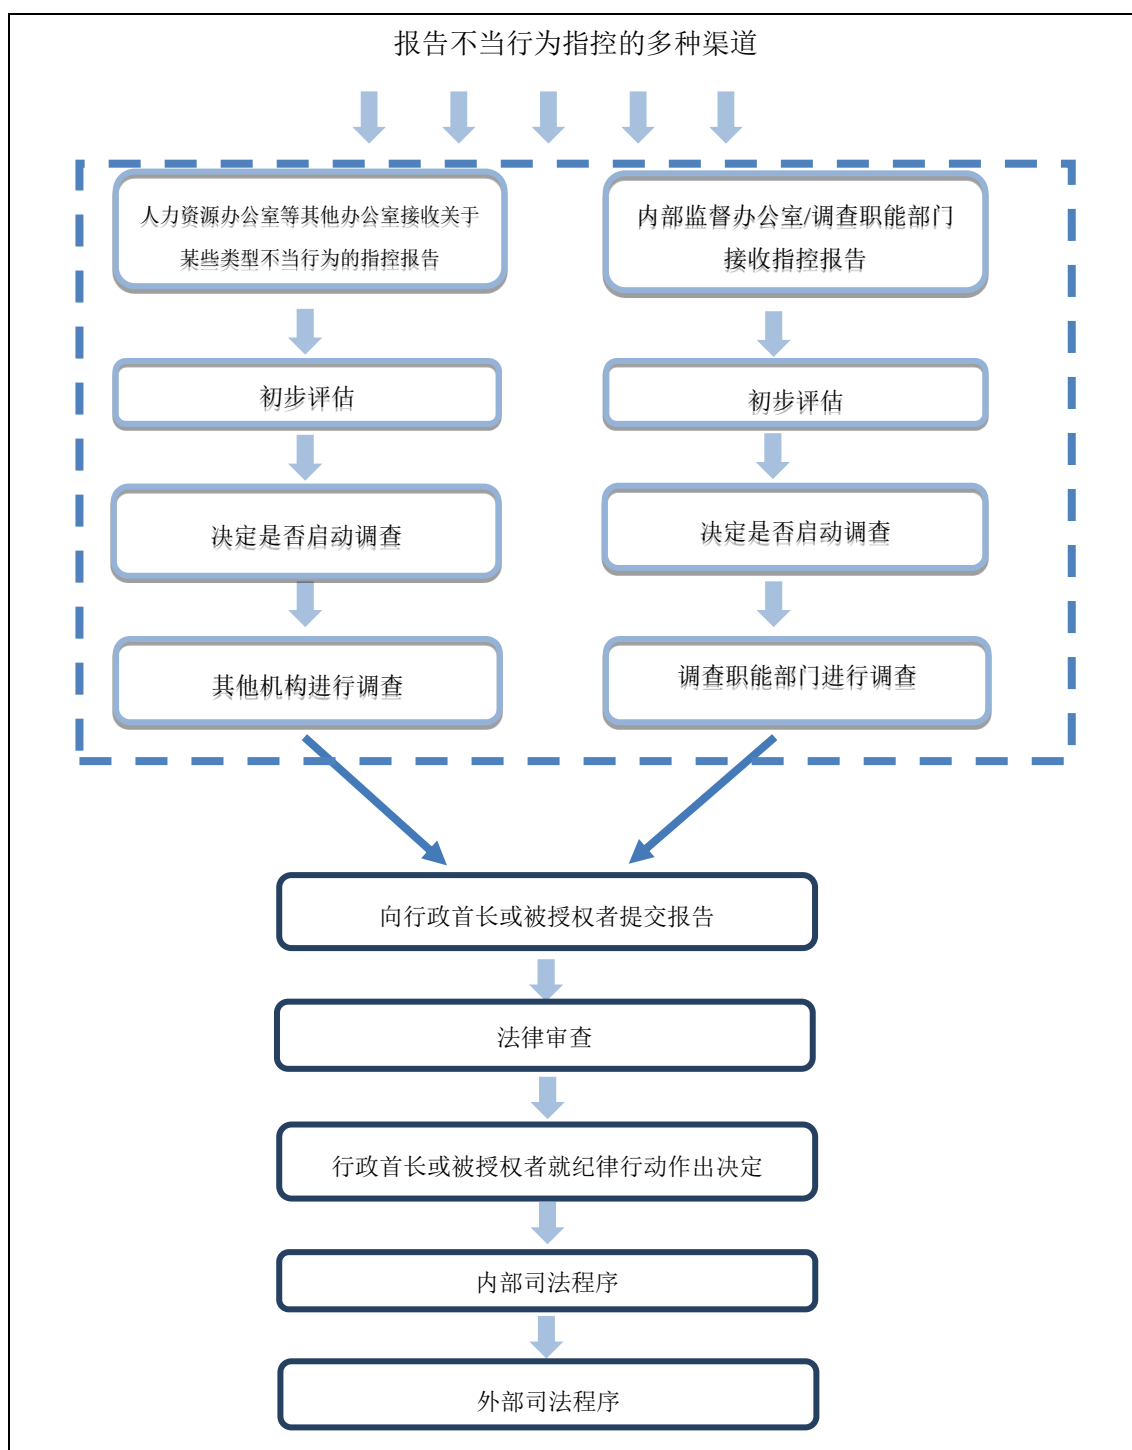 报告不当行为指控的多种渠道
人力资源办公室等其他办公室接收关于
某些类型不当行为的指控报告
初步评估
决定是否启动调查
其他机构进行调查
内部监督办公室/调查职能部门
接收指控报告
初步评估
决定是否启动调查
调查职能部门进行调查
向行政首长或被授权者提交报告
法律审查
行政首长或被授权者就纪律行动作出决定
内部司法程序
外部司法程序